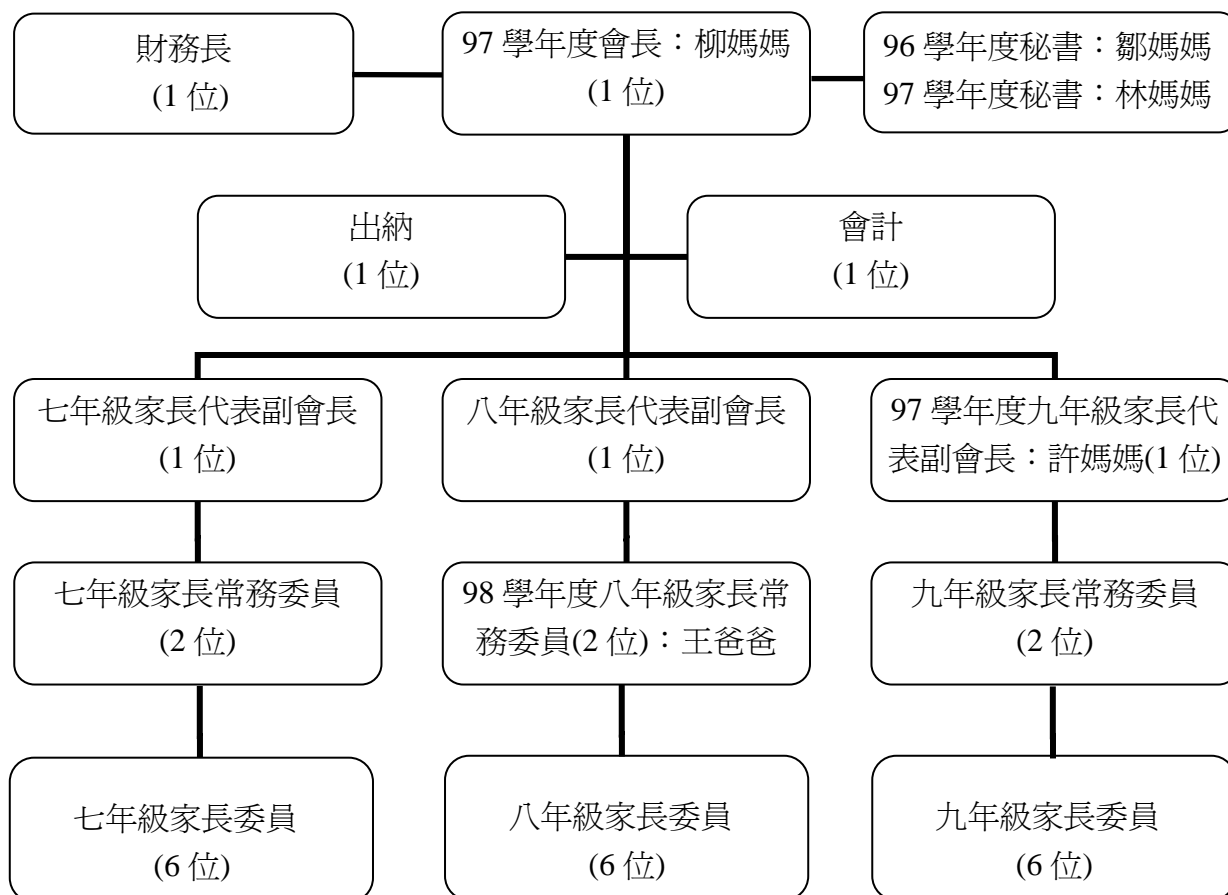 財務長
(1 位)
97 學年度會長：柳媽媽
(1 位)
96 學年度秘書：鄒媽媽
97 學年度秘書：林媽媽
出納
(1 位)
會計
(1 位)
七年級家長代表副會長
(1 位)
八年級家長代表副會長
(1 位)
97 學年度九年級家長代
表副會長：許媽媽(1 位)
七年級家長常務委員
(2 位)
98 學年度八年級家長常
務委員(2 位)：王爸爸
九年級家長常務委員
(2 位)
七年級家長委員
(6 位)
八年級家長委員
(6 位)
九年級家長委員
(6 位)